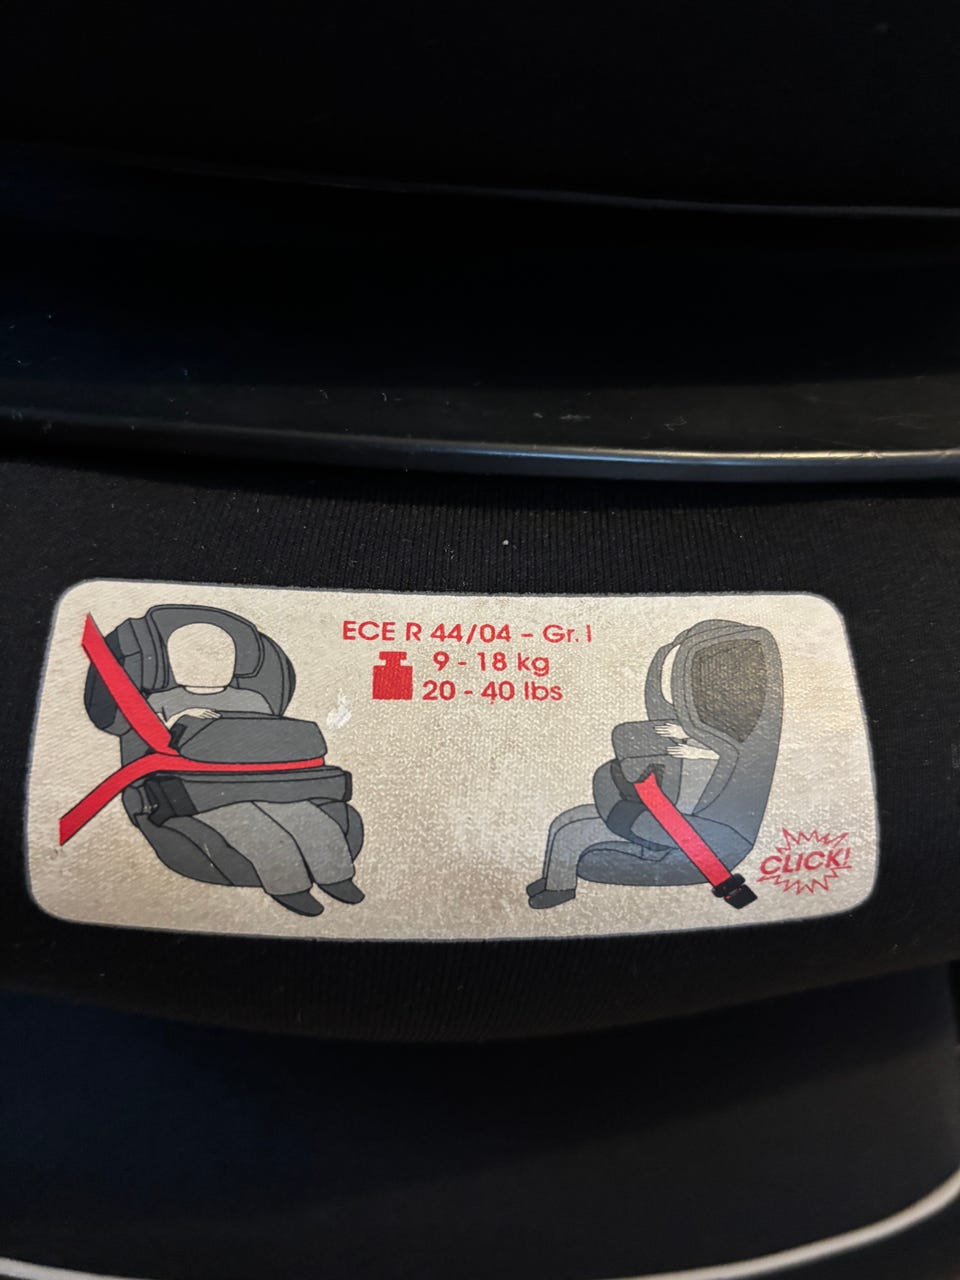 ECE R 44/04 - Gr. I
9 - 18 kg
20 - 40 lbs
CLICK!